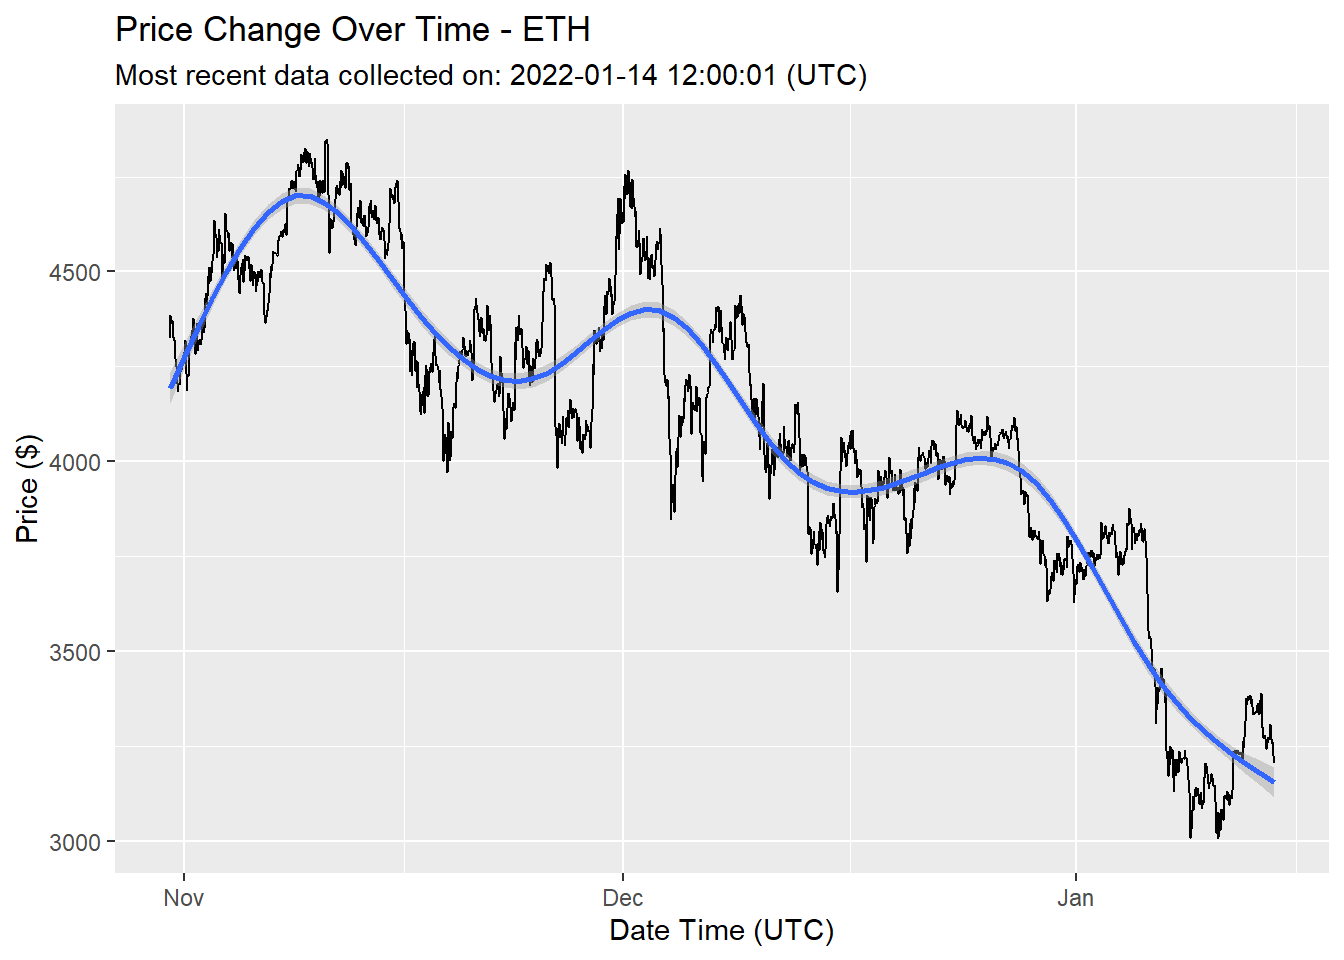 Price Change Over Time - ETH
Most recent data collected on: 2022-01-14 12:00:01 (UTC)
Price ($)
4500
4000
3500
3000
Nov Dec Jan
Date Time (UTC)